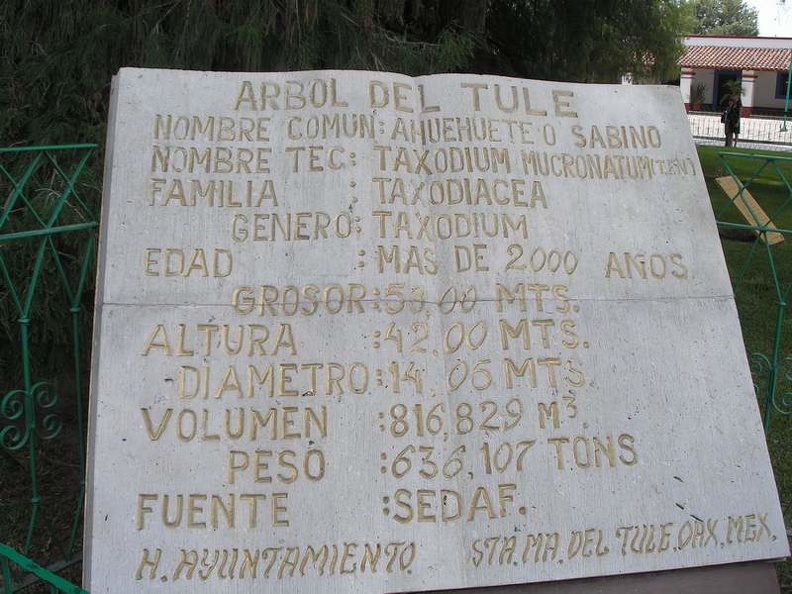 ARBOL DEL TULE
NOMBRE COMUN: AHUEHUETE O SABINO
NOMBRE TEC: TAXODIUM MUCRONATUM
FAMILIA : TAXODIACEA
GENERO: TAXODIUM
EDAD : MAS DE 2000 AÑOS
GROSOR: 58,00 MTS.
ALTURA : 42,00 MTS.
DIAMETRO: 14,05 MTS
VOLUMEN : 816,829 M³.
PESO : 636,107 TONS
FUENTE : SEDAF.
H. AYUNTAMIENTO. STA. MA. DEL TULE, OAX. MEX.